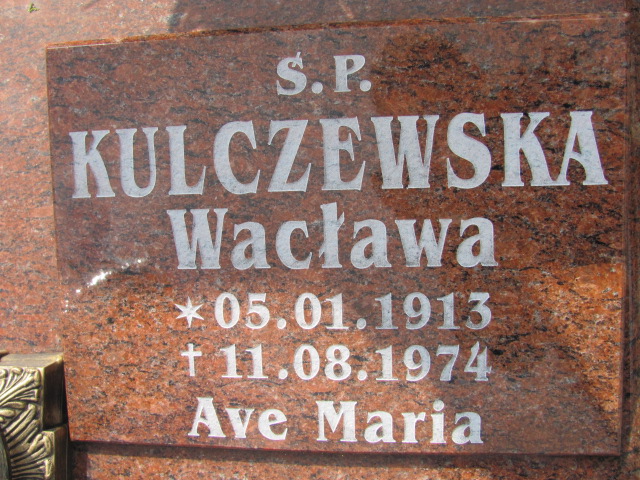 Ś.P.
KULCZEWSKA
Wacława
* 05.01.1913
† 11.08.1974
Ave Maria